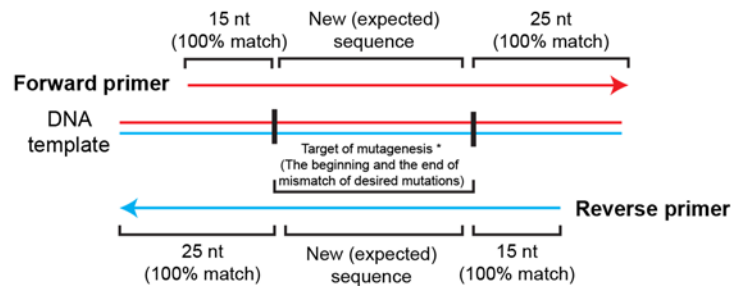 15 nt
(100% match)
New (expected)
sequence
25 nt
(100% match)
Forward primer
DNA
template
Target of mutagenesis *
(The beginning and the end of
mismatch of desired mutations)
Reverse primer
25 nt
(100% match)
New (expected)
sequence
15 nt
(100% match)